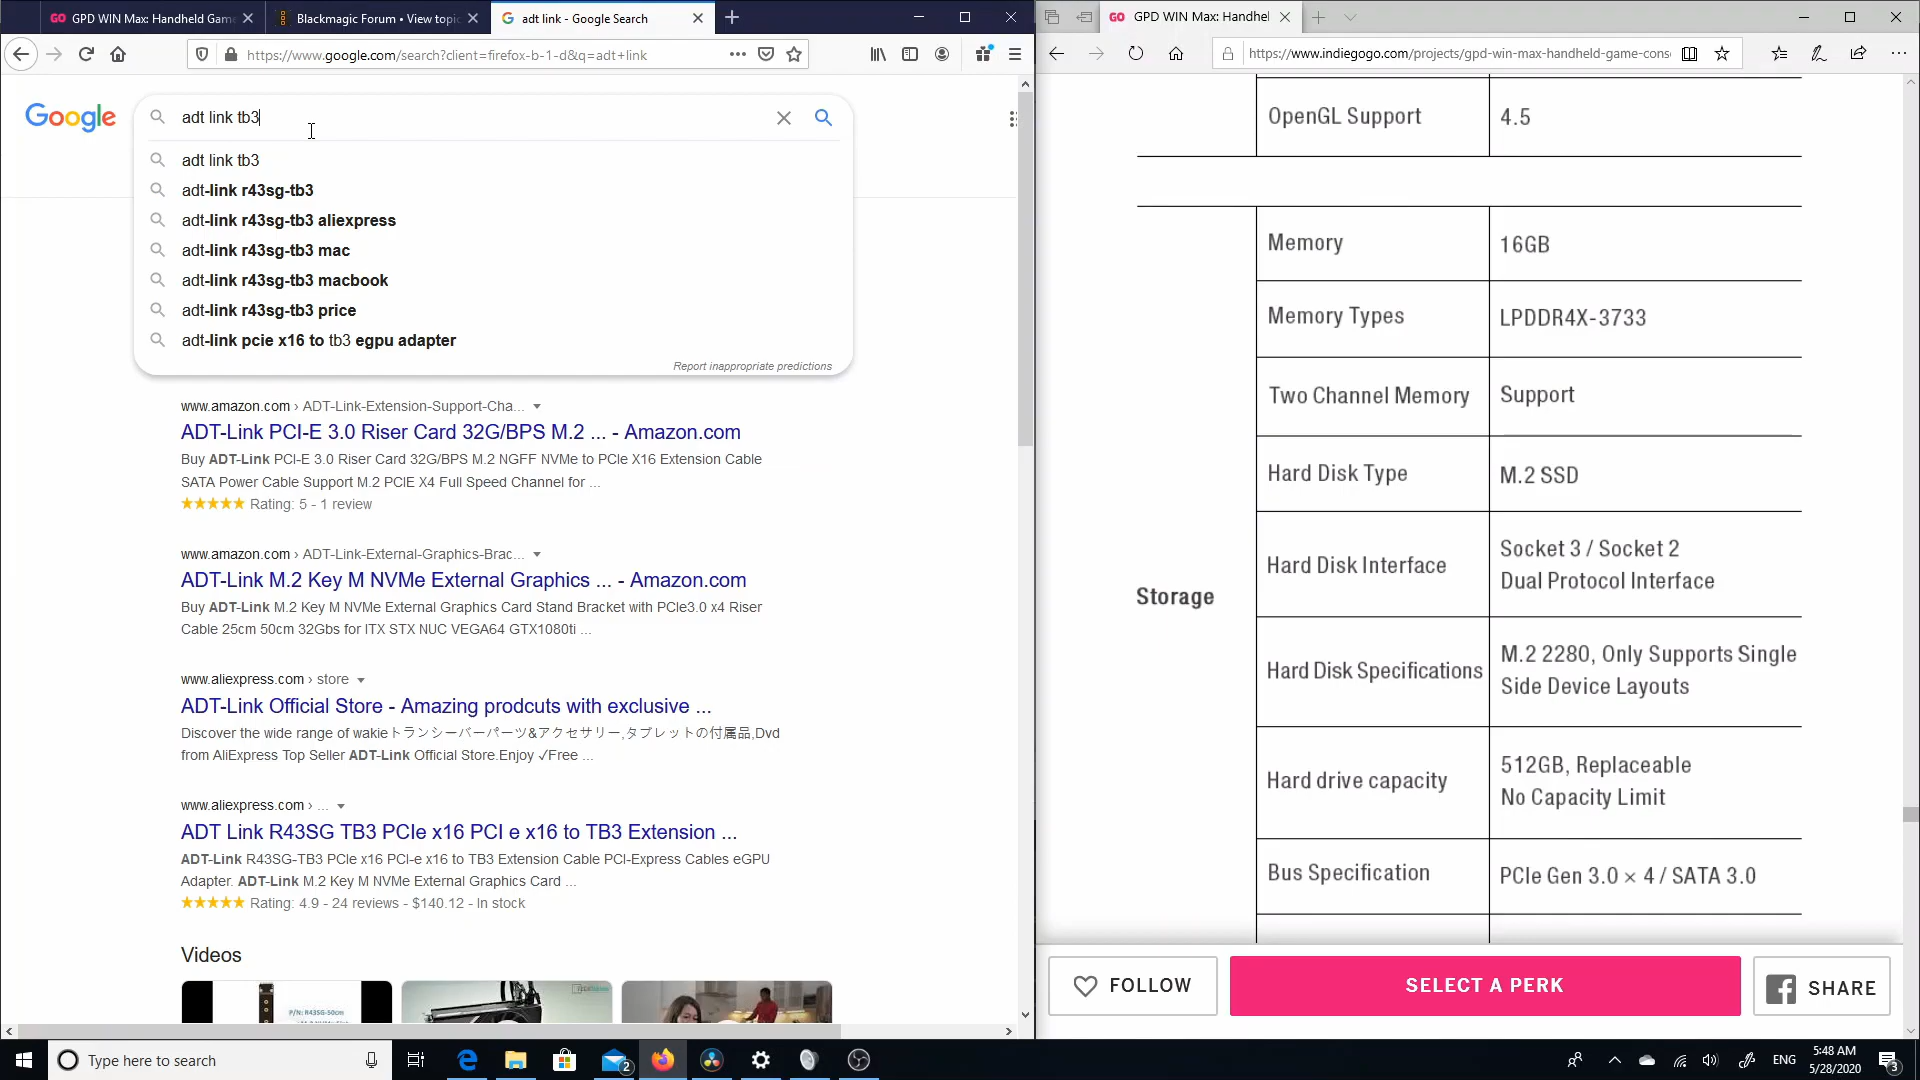 GPD WIN Max: Handheld Gam
Blackmagic Forum • View topic
adt link - Google Search
https://www.google.com/search?client=firefox-b-1-d&q=adt+link
Google
adt link tb3
adt link tb3
adt-link r43sg-tb3
adt-link r43sg-tb3 aliexpress
adt-link r43sg-tb3 mac
adt-link r43sg-tb3 macbook
adt-link r43sg-tb3 price
adt-link pcie x16 to tb3 egpu adapter
Report inappropriate predictions
www.amazon.com › ADT-Link-Extension-Support-Cha...
ADT-Link PCI-E 3.0 Riser Card 32G/BPS M.2 ... - Amazon.com
Buy ADT-Link PCI-E 3.0 Riser Card 32G/BPS M.2 NGFF NVMe to PCIe X16 Extension Cable
SATA Power Cable Support M.2 PCIE X4 Full Speed Channel for ...
Rating: 5 - 1 review
www.amazon.com › ADT-Link-External-Graphics-Brac...
ADT-Link M.2 Key M NVMe External Graphics ... - Amazon.com
Buy ADT-Link M.2 Key M NVMe External Graphics Card Stand Bracket with PCIe3.0 x4 Riser
Cable 25cm 50cm 32Gbs for ITX STX NUC VEGA64 GTX1080ti ...
www.aliexpress.com › store
ADT-Link Official Store - Amazing prodcuts with exclusive ...
Discover the wide range of wakieトランシーバーパーツ&アクセサリー,タブレットの付属品,Dvd
from AliExpress Top Seller ADT-Link Official Store.Enjoy ✓Free ...
www.aliexpress.com › ...
ADT Link R43SG TB3 PCIe x16 PCI e x16 to TB3 Extension ...
ADT-Link R43SG-TB3 PCIe x16 PCI-e x16 to TB3 Extension Cable PCI-Express Cables eGPU
Adapter. ADT-Link M.2 Key M NVMe External Graphics Card ...
Rating: 4.9 - 24 reviews - $140.12 - In stock
Videos
P/N: R43SG-50cm
GO GPD WIN Max: Handhel
https://www.indiegogo.com/projects/gpd-win-max-handheld-game-cons
OpenGL Support 4.5
Storage
Memory 16GB
Memory Types LPDDR4X-3733
Two Channel Memory Support
Hard Disk Type M.2 SSD
Hard Disk Interface Socket 3 / Socket 2
Dual Protocol Interface
Hard Disk Specifications M.2 2280, Only Supports Single
Side Device Layouts
Hard drive capacity 512GB, Replaceable
No Capacity Limit
Bus Specification PCIe Gen 3.0 × 4 / SATA 3.0
FOLLOW
SELECT A PERK
SHARE
Type here to search
2
ENG
5:48 AM
5/28/2020
3